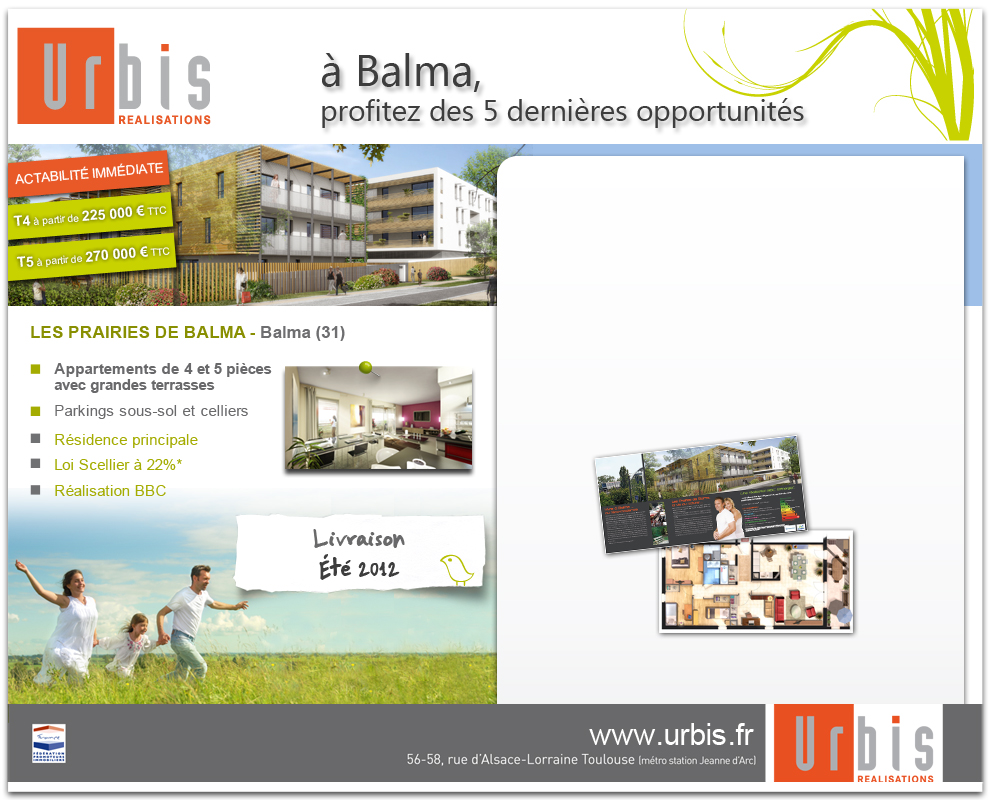 Urbis
REALISATIONS
à Balma,
profitez des 5 dernières opportunités
ACTABILITÉ IMMÉDIATE
T4 à partir de 225 000 € TTC
T5 à partir de 270 000 € TTC
LES PRAIRIES DE BALMA - Balma (31)
Appartements de 4 et 5 pièces
avec grandes terrasses
Parkings sous-sol et celliers
Résidence principale
Loi Scellier à 22%*
Réalisation BBC
Livraison
Été 2012
FÉDÉRATION
PROMOTEURS
IMMOBILIERS
www.urbis.fr
56-58, rue d'Alsace-Lorraine Toulouse (métro station Jeanne d'Arc)
Urbis
REALISATIONS